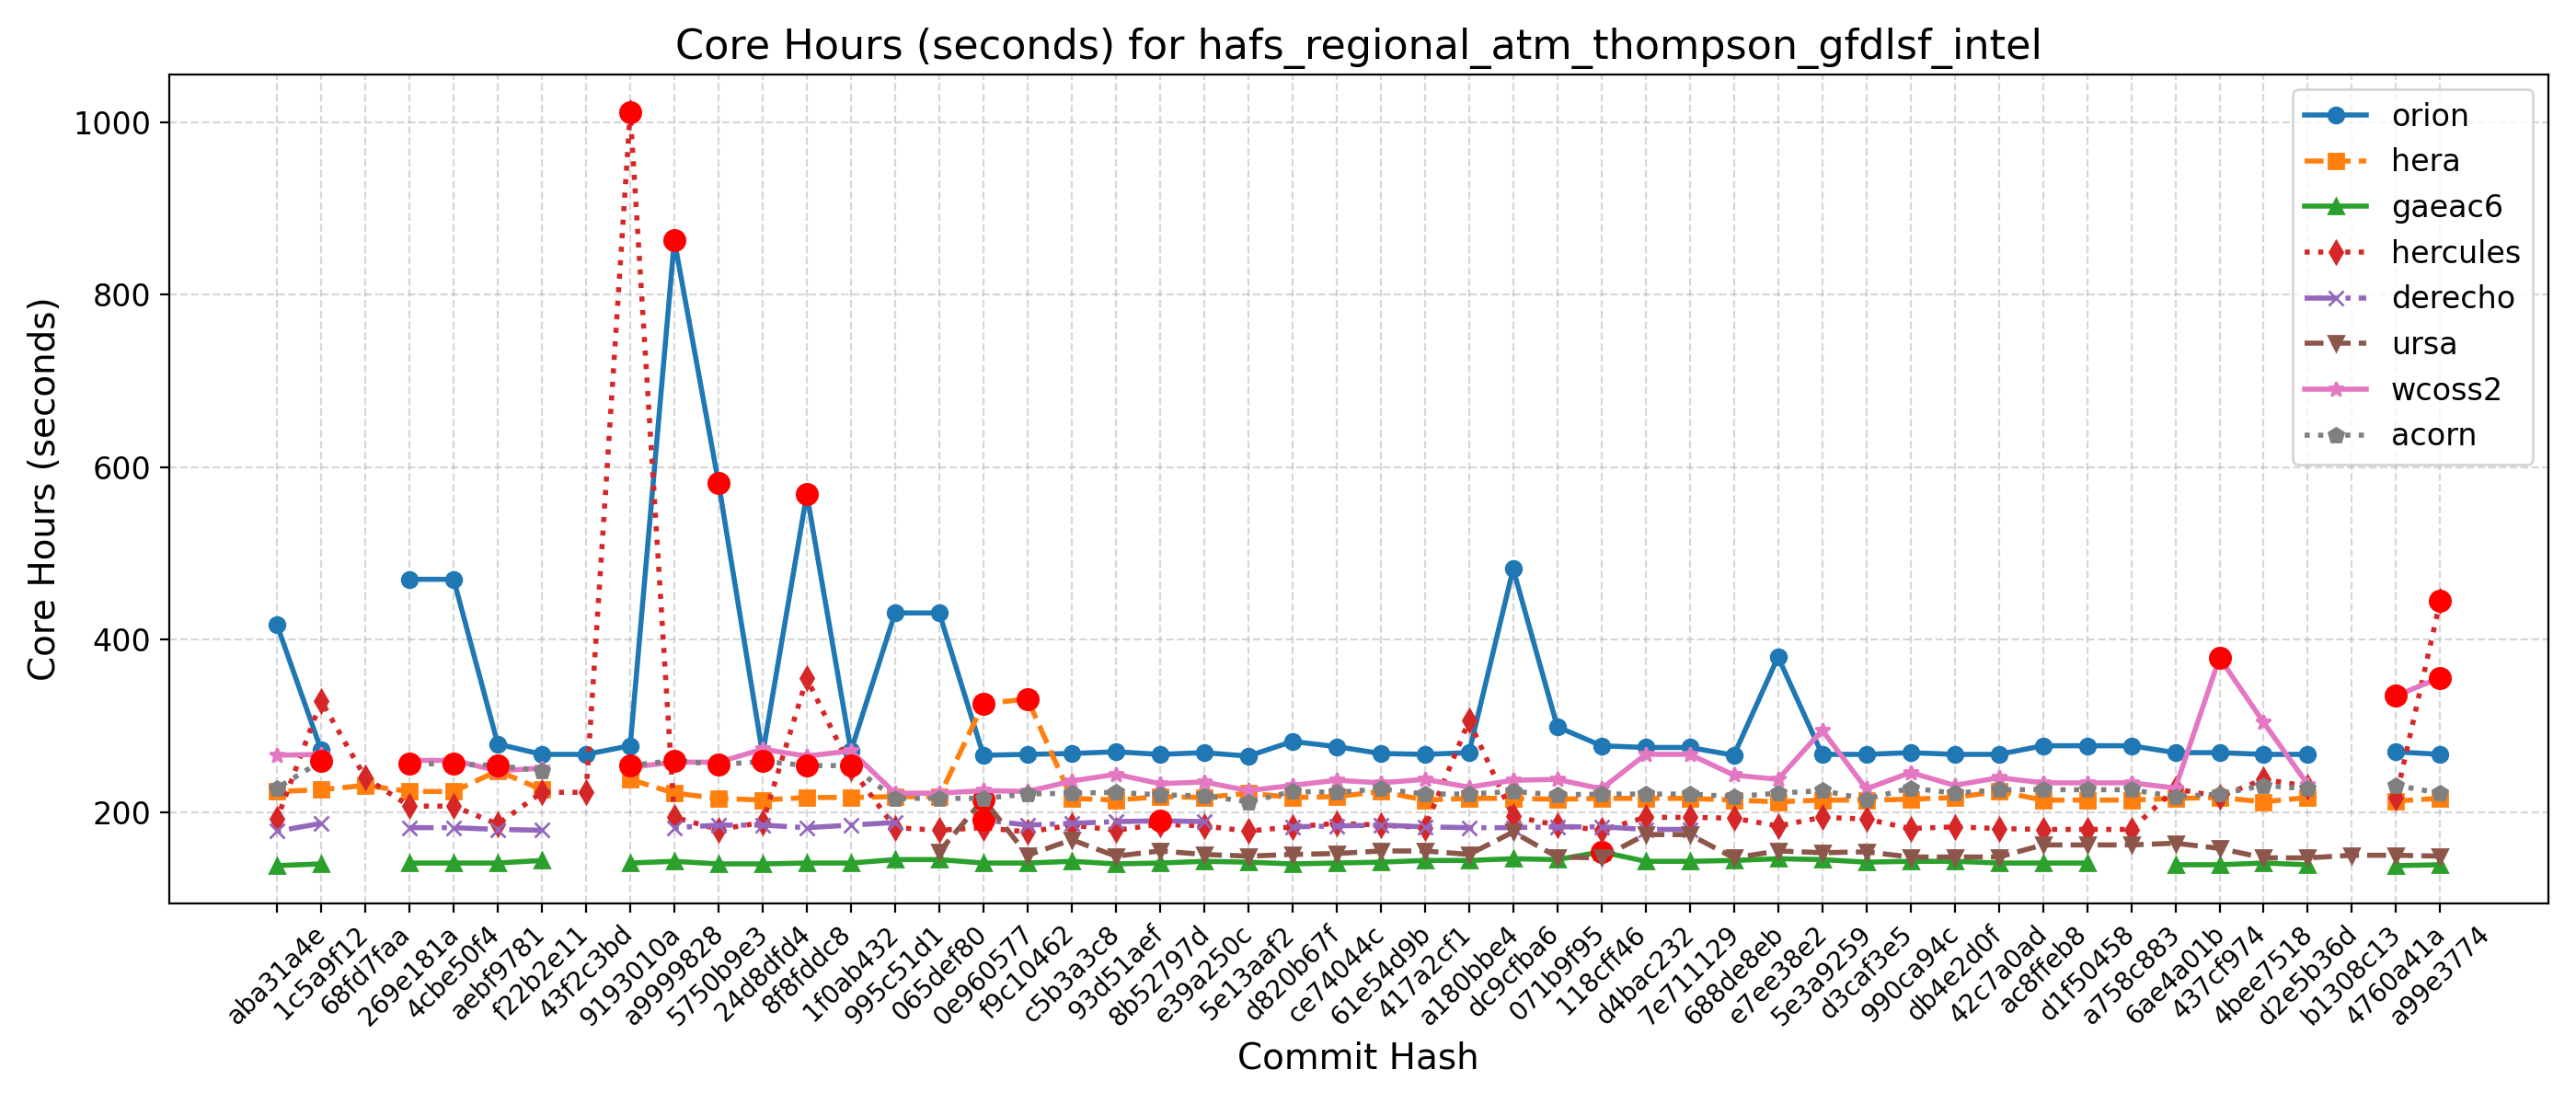 Core Hours (seconds) for hafs_regional_atm_thompson_gfdlsf_intel
Core Hours (seconds)
1000
800
600
400
200
orion
hera
gaeac6
hercules
derecho
ursa
wcoss2
acorn
aba31a4e
1c5a9f12
68fd7faa
269e181a
4cbe50f4
aebf9781
f22b2e11
43f2c3bd
9193010a
a9999828
5750b9e3
24d8dfd4
8f8fddc8
1f0ab432
995c51d1
065def80
0e960577
f9c10462
c5b3a3c8
93d51aef
8b52797d
e39a250c
5e13aaf2
d820b67f
ce74044c
61e54d9b
417a2cf1
a180bbe4
dc9cfba6
071b9f95
118cff46
d4bac232
7e711129
688de8eb
e7ee38e2
5e3a9259
d3caf3e5
990ca94c
db4e2d0f
42c7a0ad
ac8ffeb8
d1f50458
a758c883
6ae4a01b
437cf974
4bee7518
d2e5b36d
b1308c13
4760a41a
a99e3774
Commit Hash